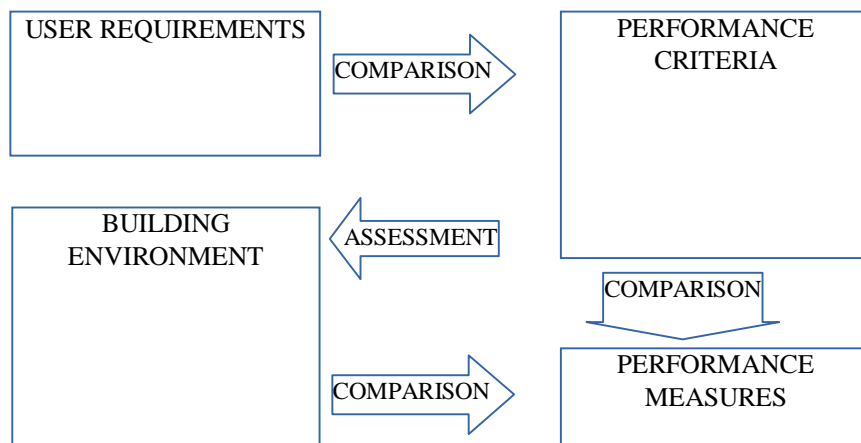 USER REQUIREMENTS
COMPARISON
PERFORMANCE
CRITERIA
BUILDING
ENVIRONMENT
ASSESSMENT
COMPARISON
COMPARISON
PERFORMANCE
MEASURES